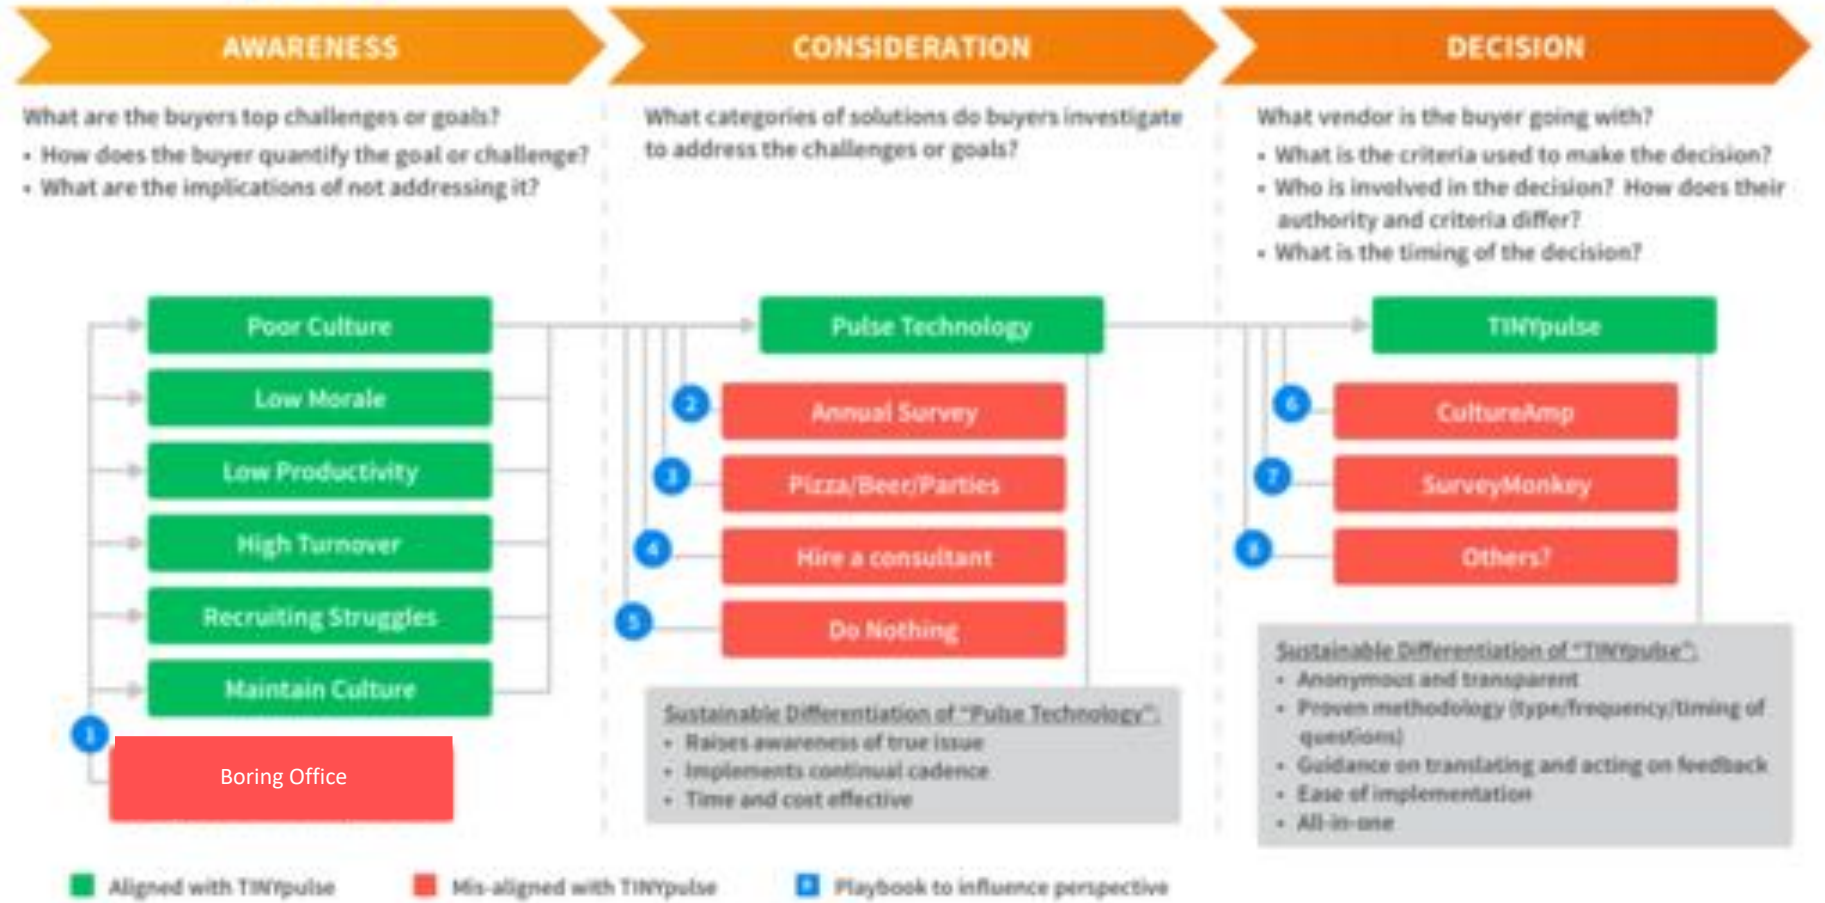 AWARENESS
CONSIDERATION
DECISION
What are the buyers top challenges or goals?
• How does the buyer quantify the goal or challenge?
• What are the implications of not addressing it?
What categories of solutions do buyers investigate
to address the challenges or goals?
What vendor is the buyer going with?
• What is the criteria used to make the decision?
• Who is involved in the decision? How does their
authority and criteria differ?
• What is the timing of the decision?
Poor Culture
Low Morale
Low Productivity
High Turnover
Recruiting Struggles
Maintain Culture
1
Boring Office
Pulse Technology
2
Annual Survey
3
Pizza/Beer/Parties
4
Hire a consultant
5
Do Nothing
Sustainable Differentiation of "Pulse Technology":
• Raises awareness of true issue
• Implements continual cadence
• Time and cost effective
TINYpulse
6
CultureAmp
7
SurveyMonkey
8
Others?
Sustainable Differentiation of "TINYpulse":
• Anonymous and transparent
• Proven methodology (type/frequency/timing of
questions)
• Guidance on translating and acting on feedback
• Ease of implementation
• All-in-one
Aligned with TINYpulse
Mis-aligned with TINYpulse
Playbook to influence perspective